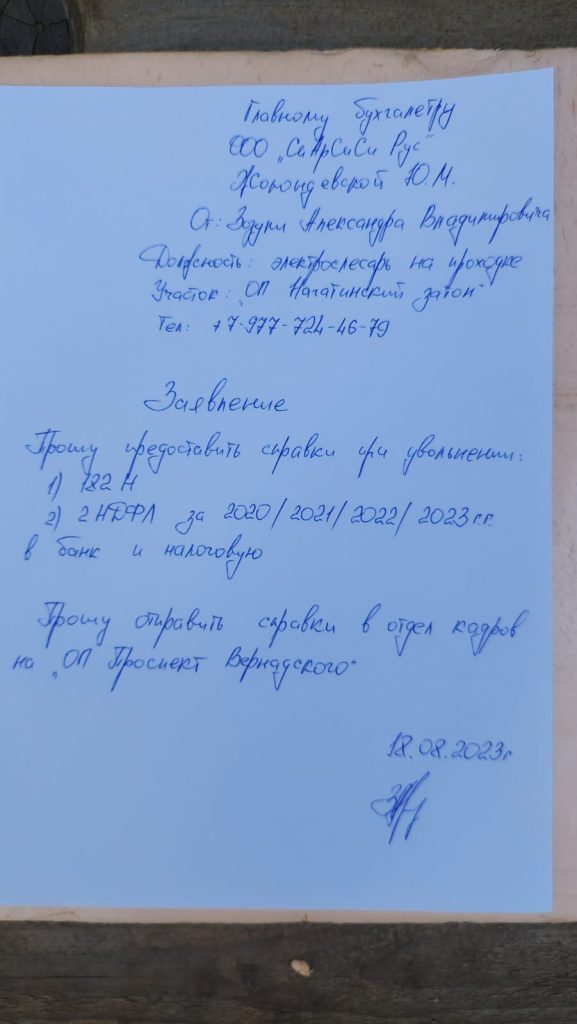 Главному бухгалтеру
ООО „СиАрСиСи Рус"
Ю.М.
От: Зозули Александра Владимировича
Должность: электрослесарь на проходке
Участок: „ОП Нагатинский затон"
Тел: +7-977-724-46-79
Заявление
Прошу предоставить справки при увольнении:
1) 182 Н
2) 2 НДФЛ за 2020/2021/2022/2023 г.г.
в банк и налоговую
Прошу отправить справки в отдел кадров
на „ОП Проспект Вернадского"
18.08.2023г